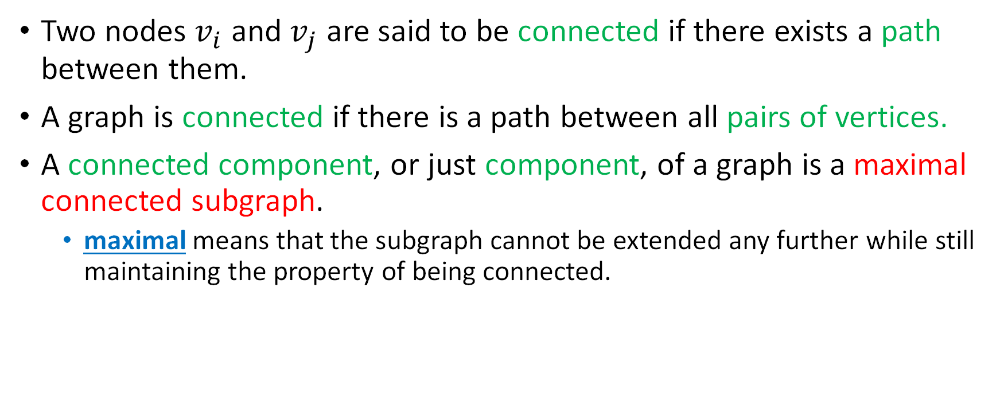 • Two nodes 𝑣ᵢ and 𝑣ⱼ are said to be connected if there exists a path
between them.
• A graph is connected if there is a path between all pairs of vertices.
• A connected component, or just component, of a graph is a maximal
connected subgraph.
• maximal means that the subgraph cannot be extended any further while still
maintaining the property of being connected.